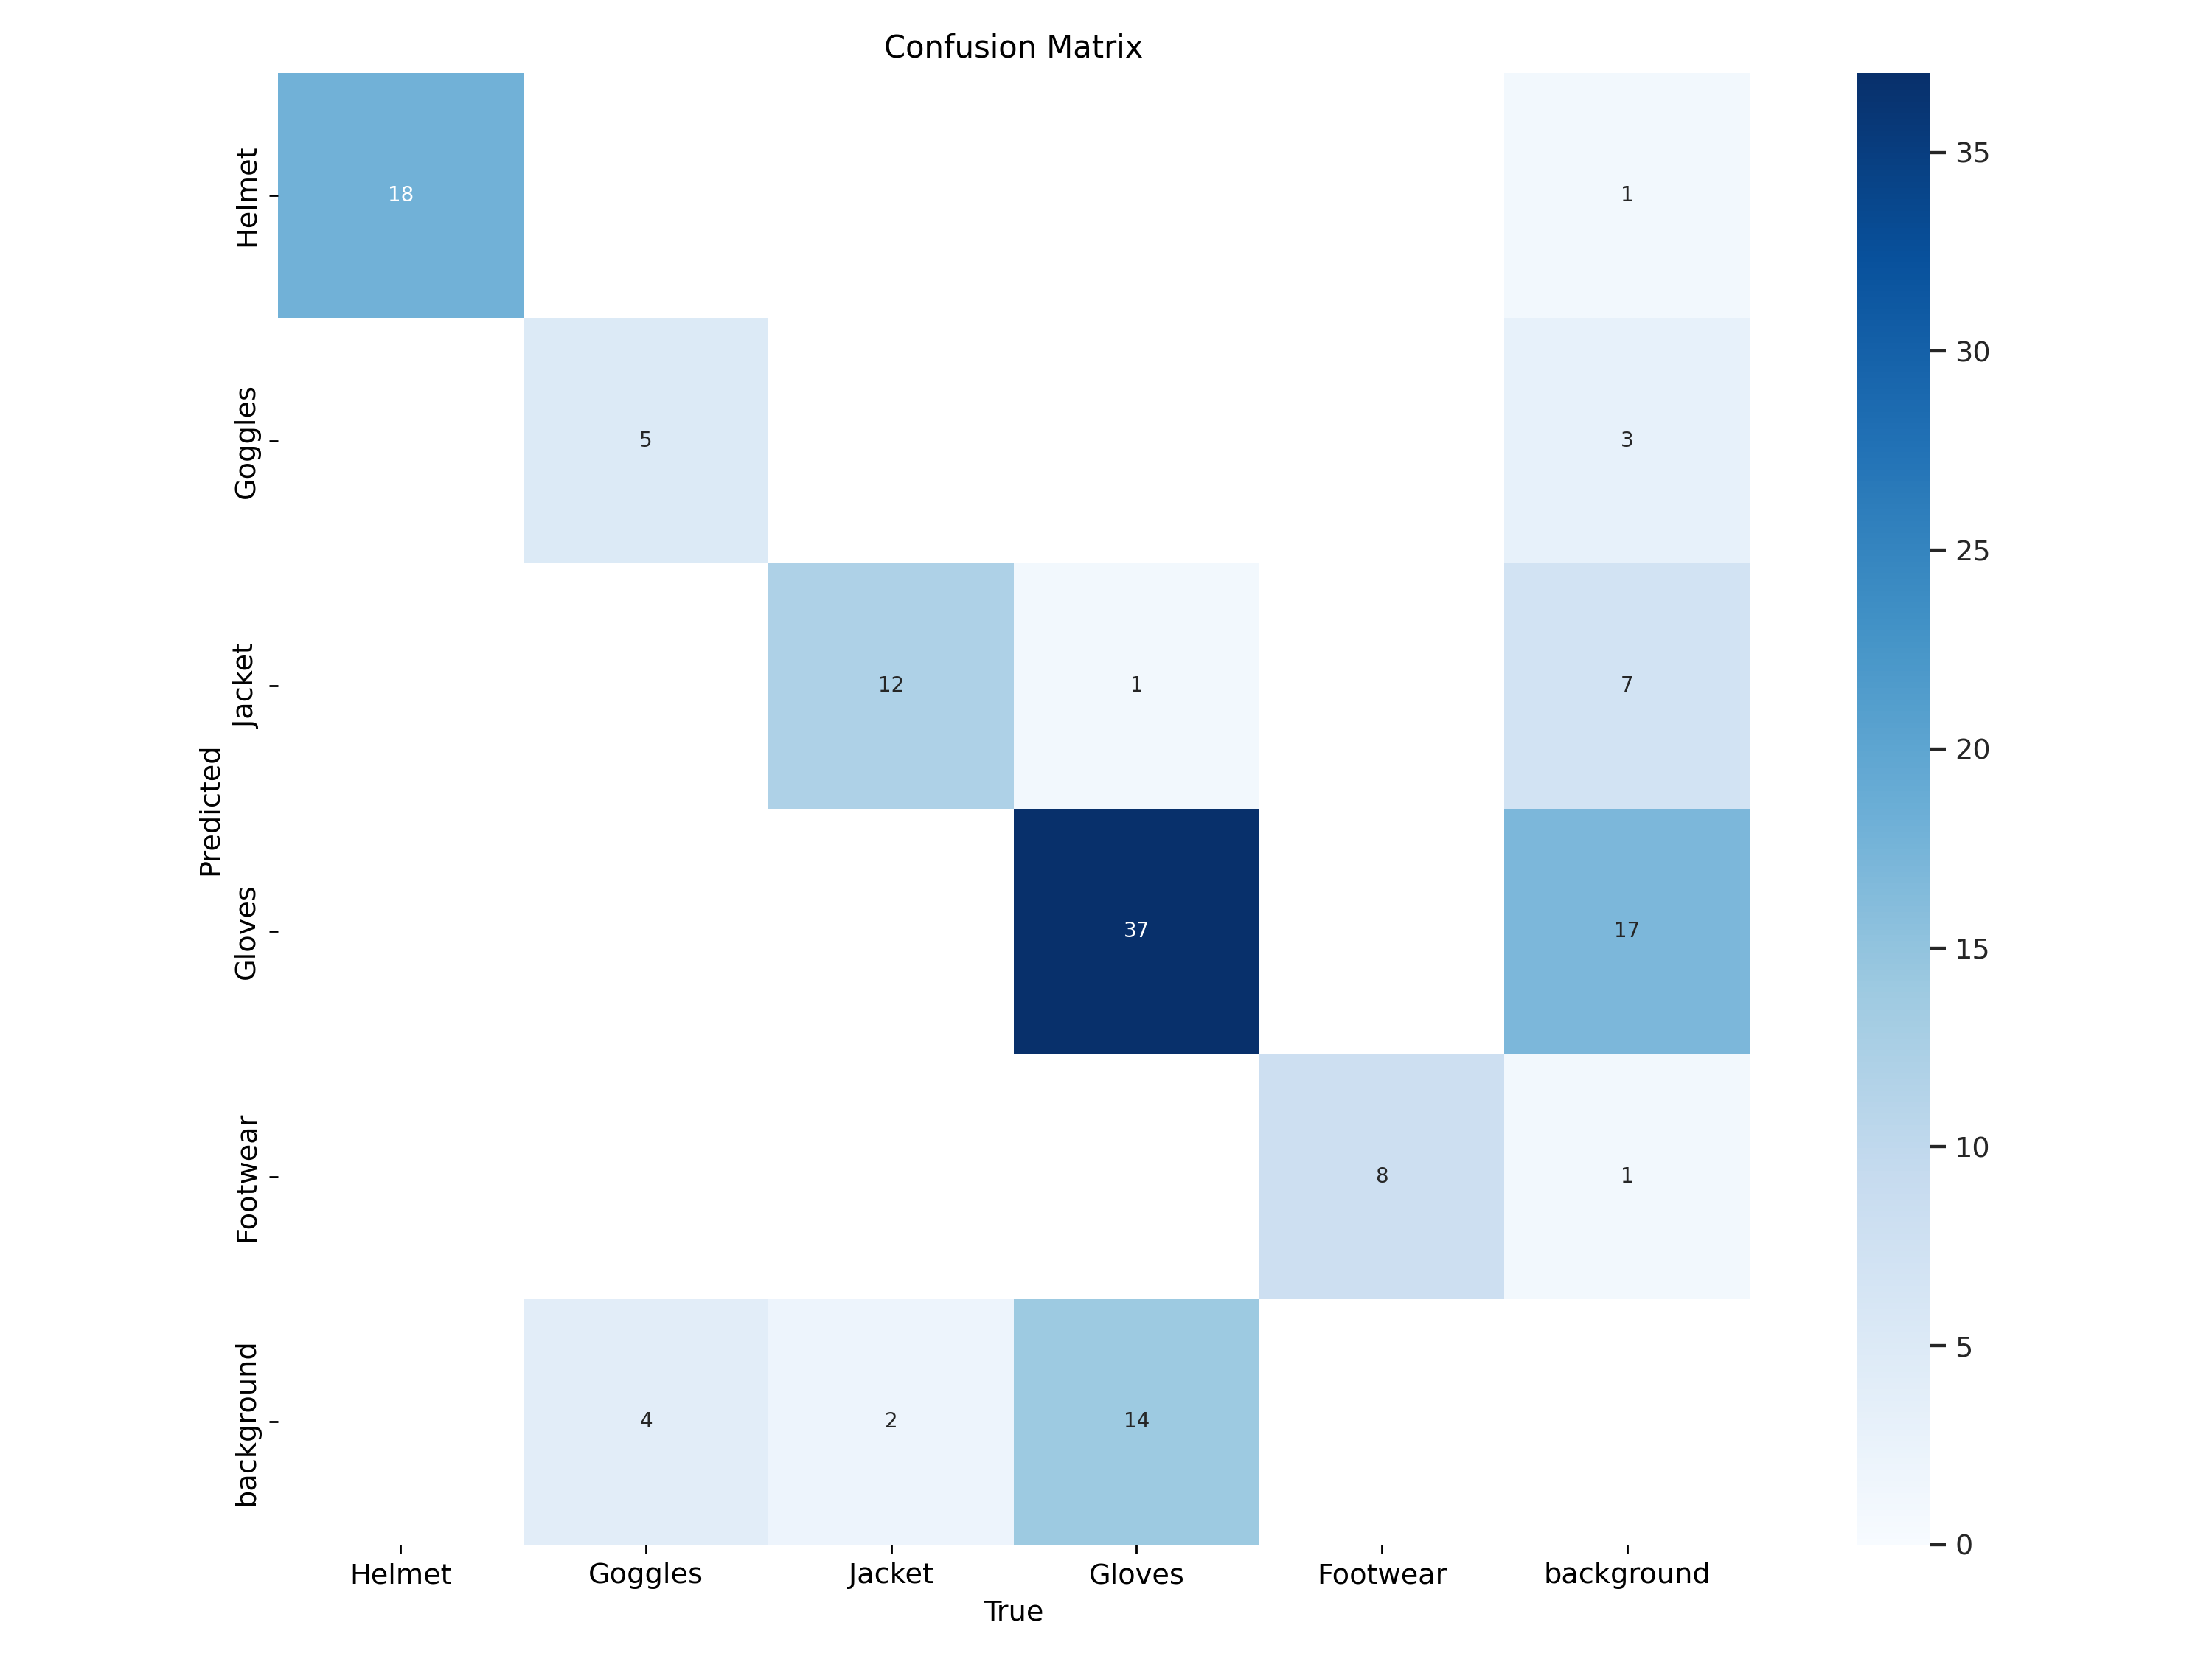 Confusion Matrix
Helmet 18 1
Goggles 5 3
Jacket 12 1 7
Gloves 37 17
Footwear 8 1
background 4 2 14
Helmet Goggles Jacket Gloves Footwear background
True
Predicted
35
30
25
20
15
10
5
0